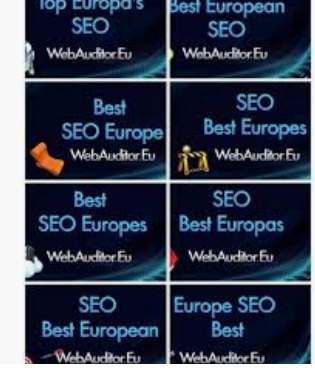 Top Europa's
SEO
WebAuditor.Eu
Best European
SEO
WebAuditor.Eu
Best
SEO Europe
WebAuditor.Eu
SEO
Best Europes
WebAuditor.Eu
Best
SEO Europes
WebAuditor.Eu
SEO
Best Europas
WebAuditor.Eu
SEO
Best European
WebAuditor.Eu
Europe SEO
Best
WebAuditor.Eu